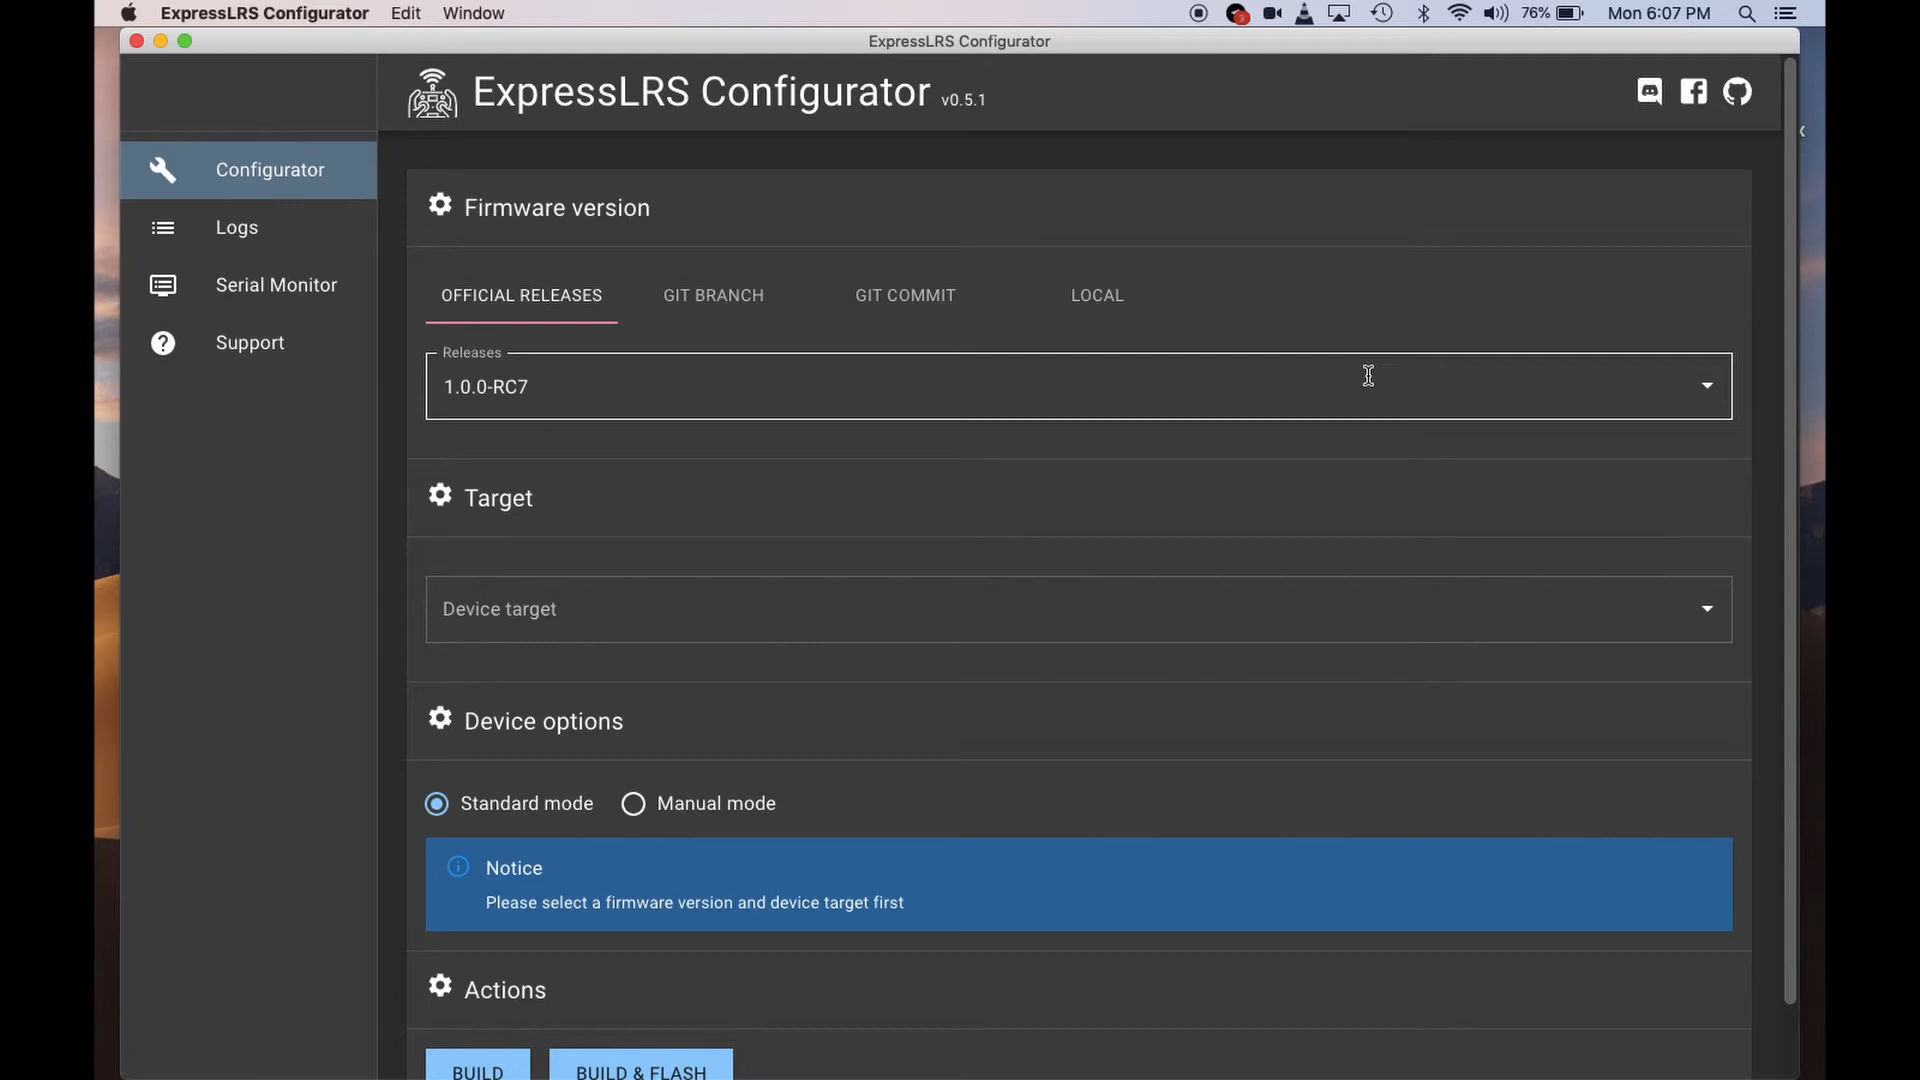 ExpressLRS Configurator Edit Window 3 76% Mon 6:07 PM
ExpressLRS Configurator
ExpressLRS Configurator v0.5.1
Configurator
Logs
Serial Monitor
Support
Firmware version
OFFICIAL RELEASES GIT BRANCH GIT COMMIT LOCAL
Releases
1.0.0-RC7
Target
Device target
Device options
Standard mode Manual mode
Notice
Please select a firmware version and device target first
Actions
BUILD BUILD & FLASH